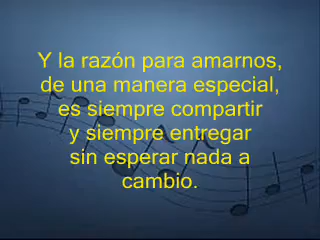 Y la razón para amarnos,
de una manera especial,
es siempre compartir
y siempre entregar
sin esperar nada a
cambio.